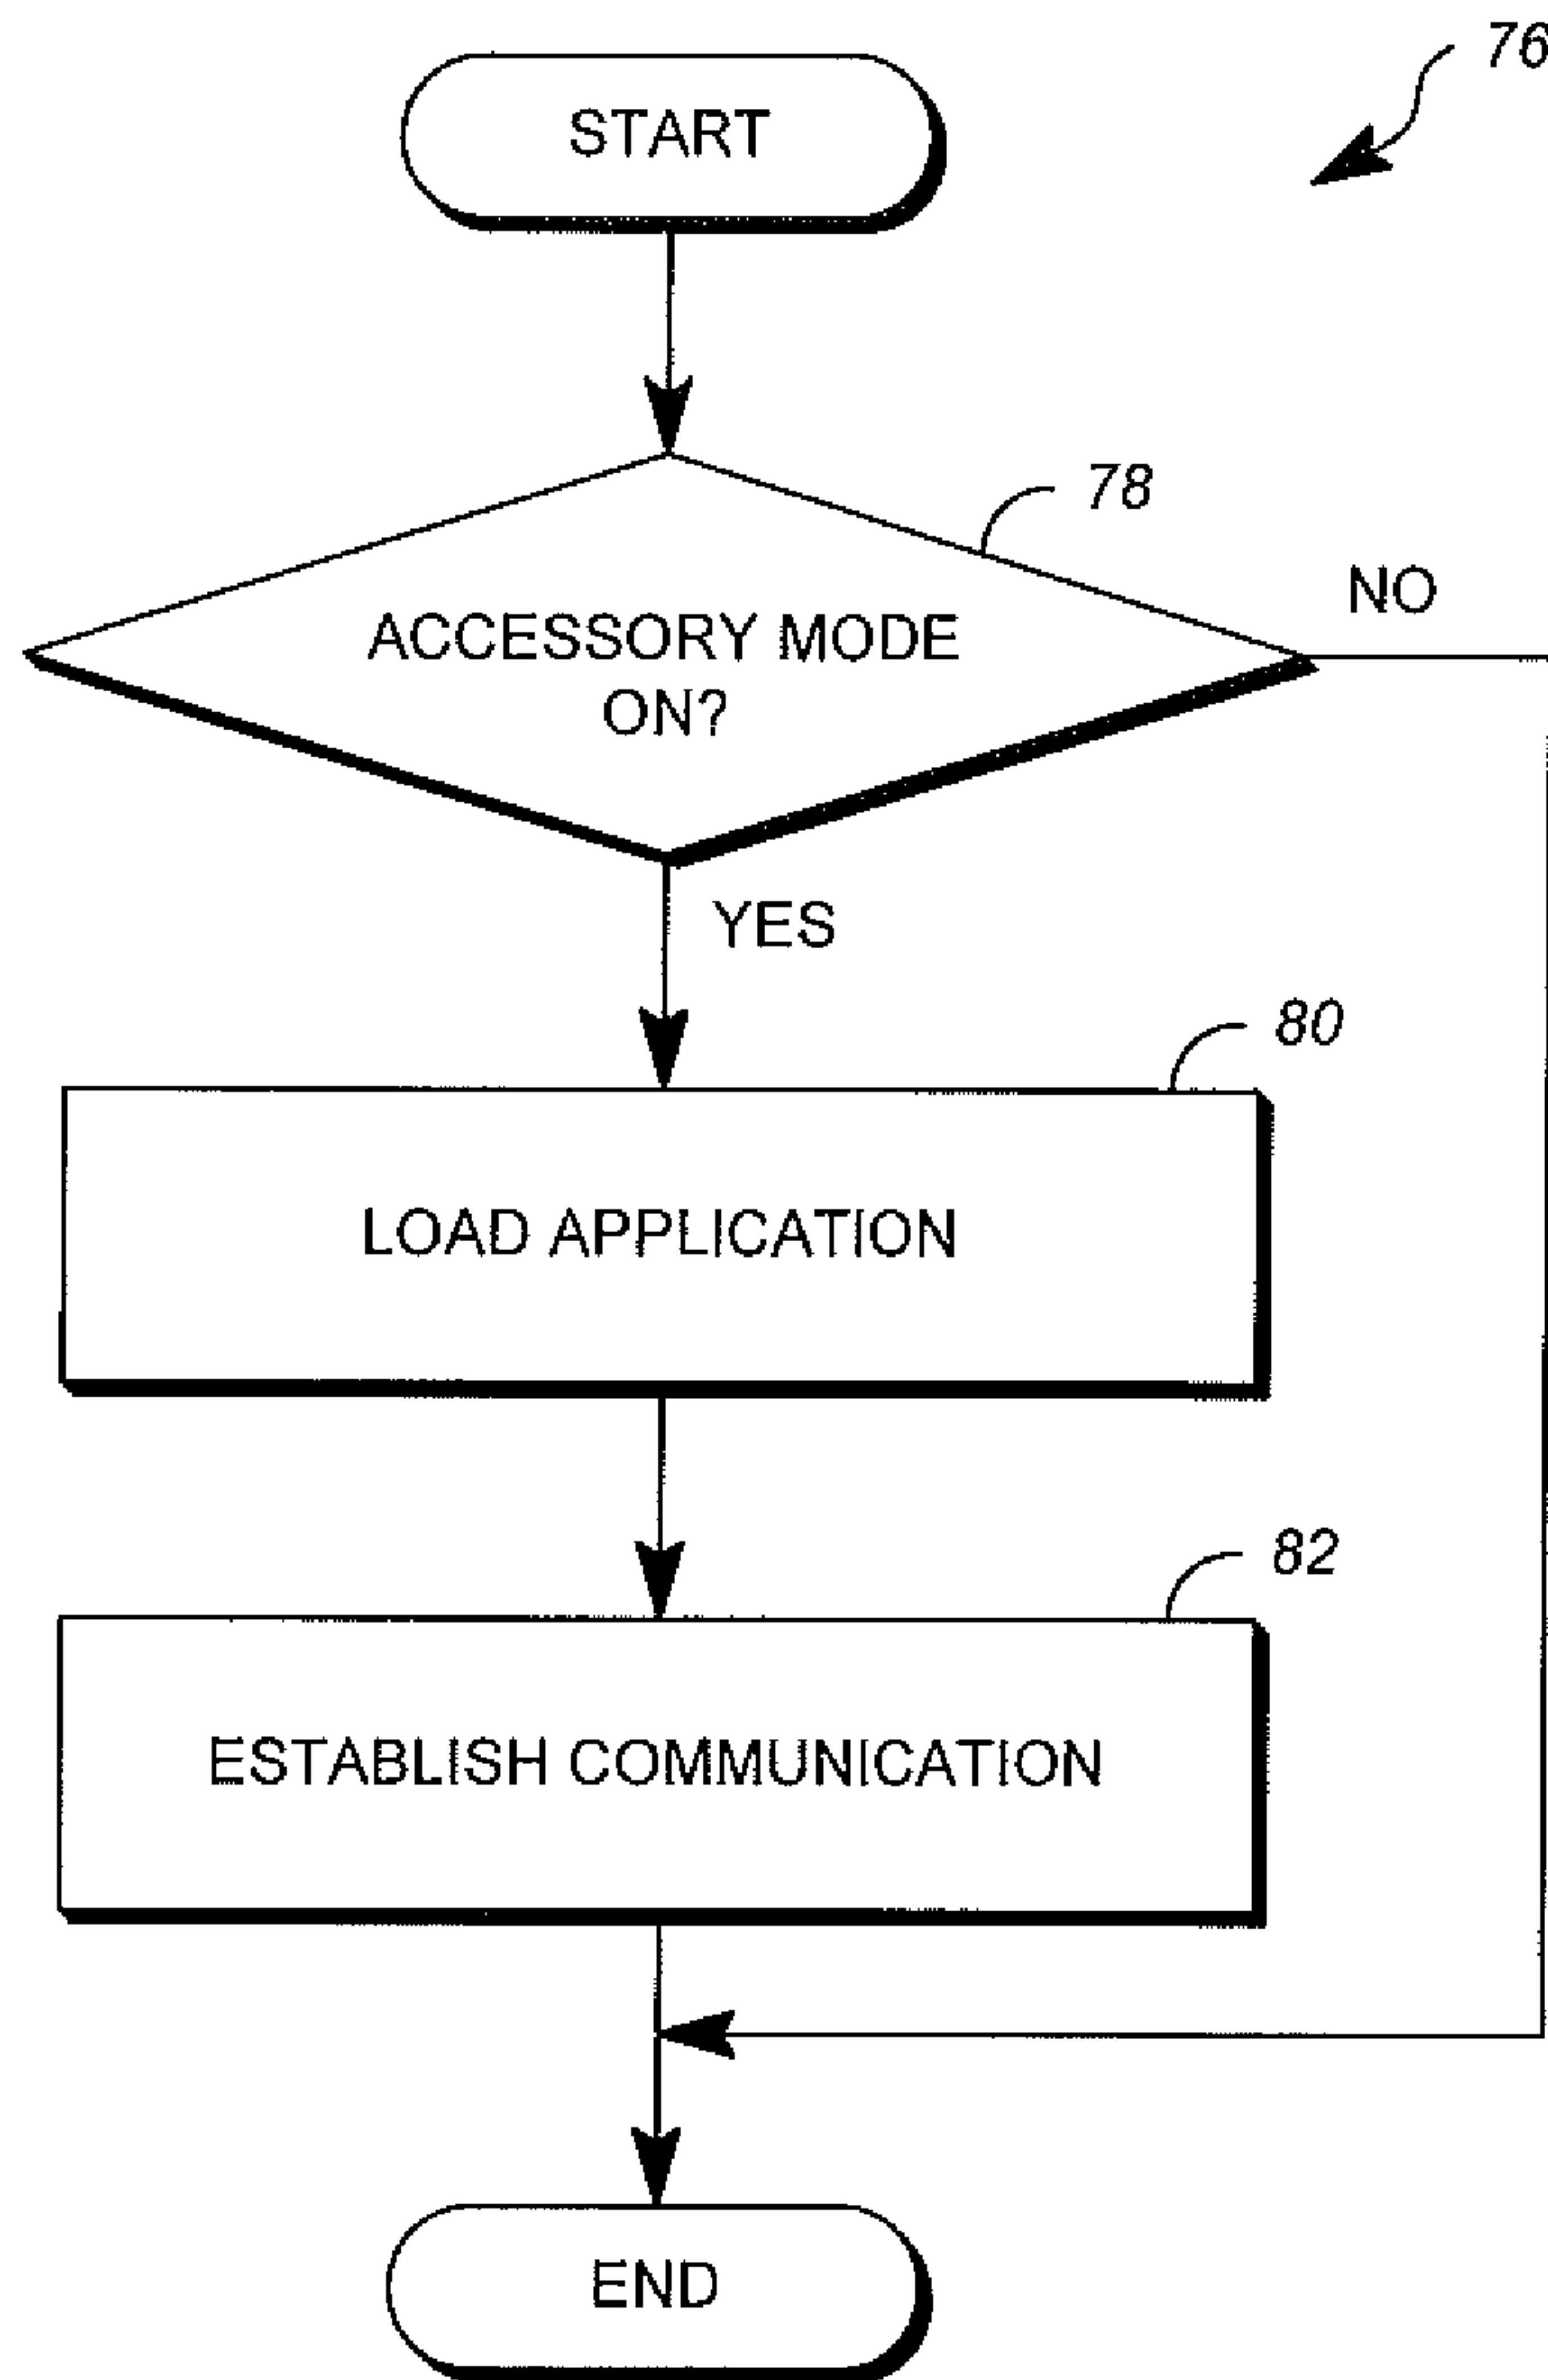 76
START
78
NO
ACCESSORY MODE
ON?
YES
80
LOAD APPLICATION
82
ESTABLISH COMMUNICATION
END